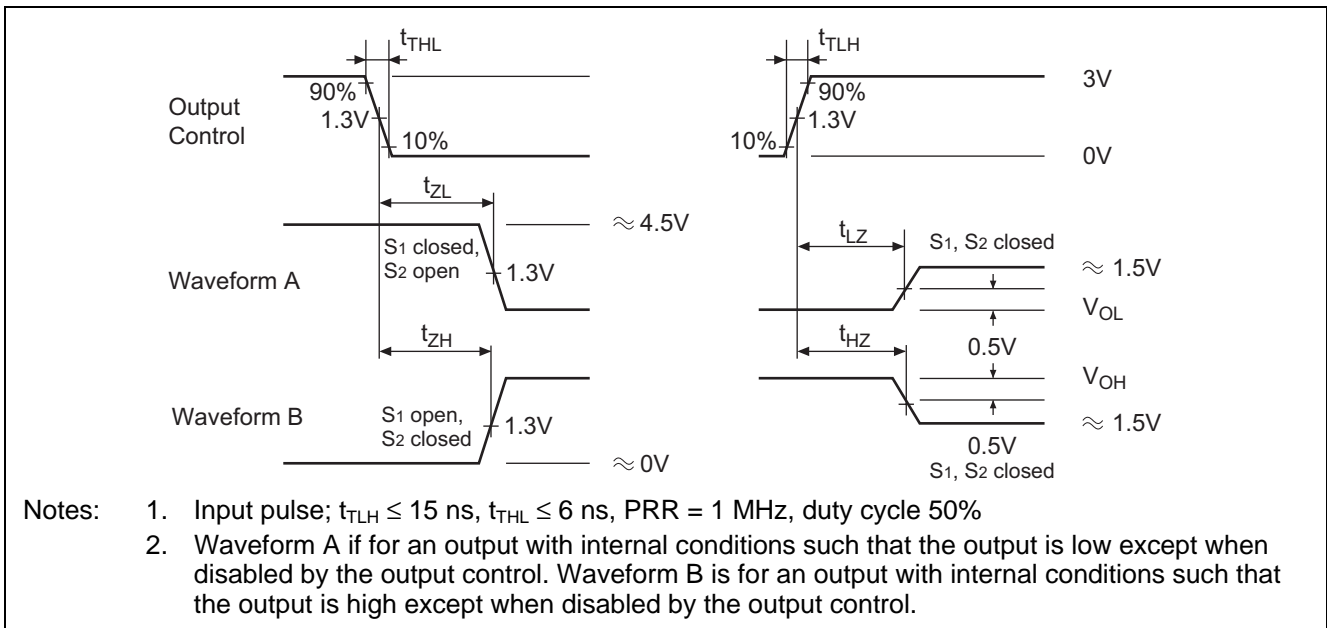 tTHL tTLH
90% 90% 3V
Output Control
1.3V 1.3V
10% 10% 0V
tZL
≈ 4.5V
S1 closed, S2 open
tLZ S1, S2 closed
Waveform A 1.3V ≈ 1.5V
VOL
tZH tHZ 0.5V
VOH
Waveform B
S1 open, S2 closed
1.3V ≈ 1.5V
0.5V
≈ 0V S1, S2 closed
Notes: 1. Input pulse; tTLH ≤ 15 ns, tTHL ≤ 6 ns, PRR = 1 MHz, duty cycle 50%
2. Waveform A if for an output with internal conditions such that the output is low except when
disabled by the output control. Waveform B is for an output with internal conditions such that
the output is high except when disabled by the output control.